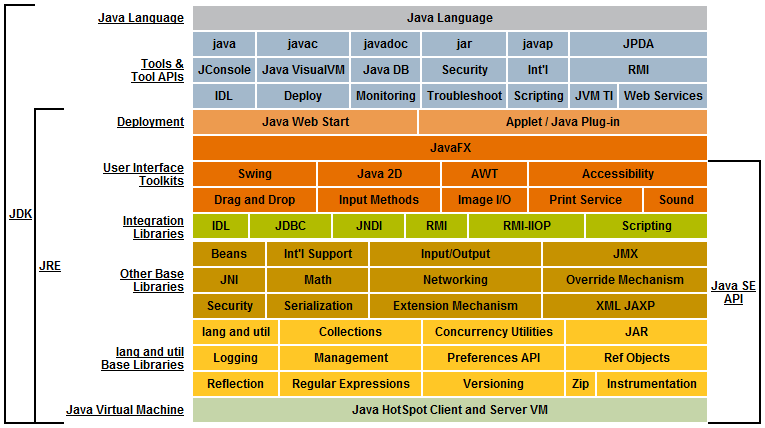 Java Language Java Language
java javac javadoc jar javap JPDA
Tools &
Tool APIs
JConsole Java VisualVM Java DB Security Int'l RMI
IDL Deploy Monitoring Troubleshoot Scripting JVM TI Web Services
Deployment Java Web Start Applet / Java Plug-in
JavaFX
User Interface
Toolkits
Swing Java 2D AWT Accessibility
Drag and Drop Input Methods Image I/O Print Service Sound
Integration
Libraries
IDL JDBC JNDI RMI RMI-IIOP Scripting
JDK
JRE
Beans Int'l Support Input/Output JMX
Other Base
Libraries
JNI Math Networking Override Mechanism
Security Serialization Extension Mechanism XML JAXP
Java SE
API
lang and util Collections Concurrency Utilities JAR
lang and util
Base Libraries
Logging Management Preferences API Ref Objects
Reflection Regular Expressions Versioning Zip Instrumentation
Java Virtual Machine Java HotSpot Client and Server VM